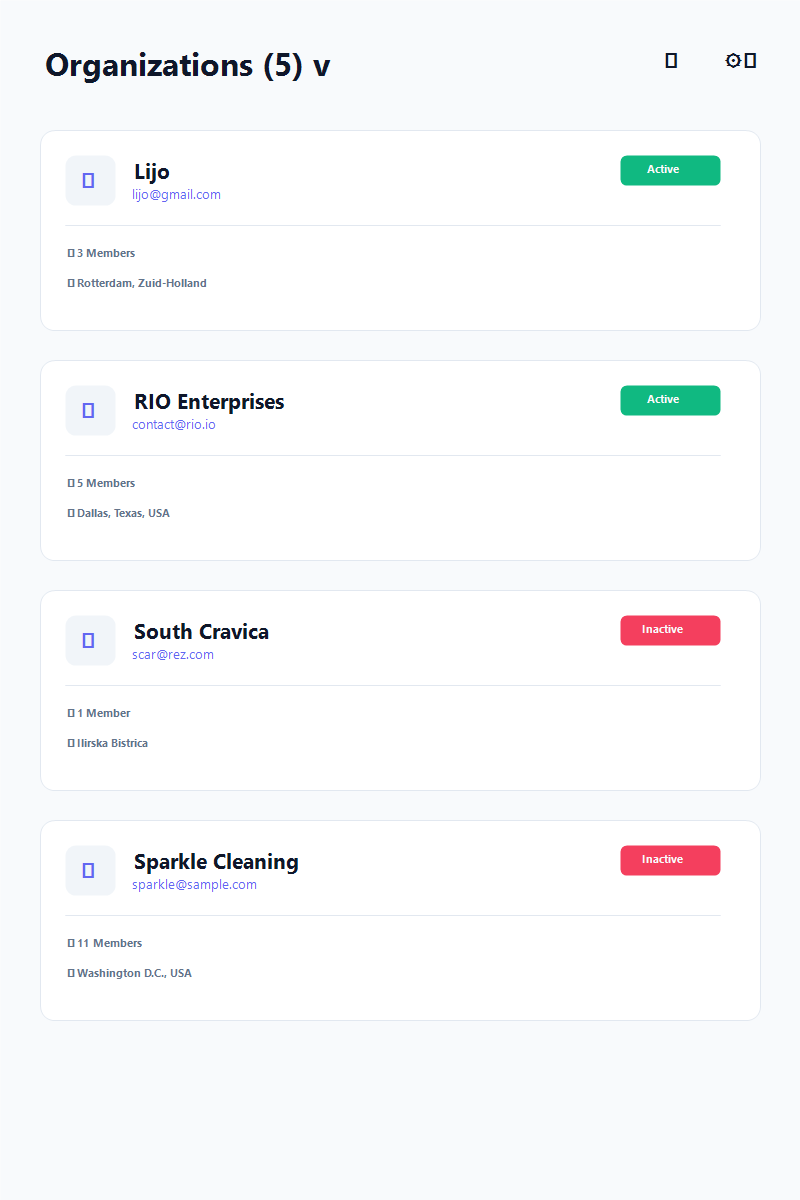 Organizations (5) v
Lijo
Active
lijo@gmail.com
3 Members
Rotterdam, Zuid-Holland
RIO Enterprises
Active
contact@rio.io
5 Members
Dallas, Texas, USA
South Cravica
Inactive
scar@rez.com
1 Member
Ilirska Bistrica
Sparkle Cleaning
Inactive
sparkle@sample.com
11 Members
Washington D.C., USA